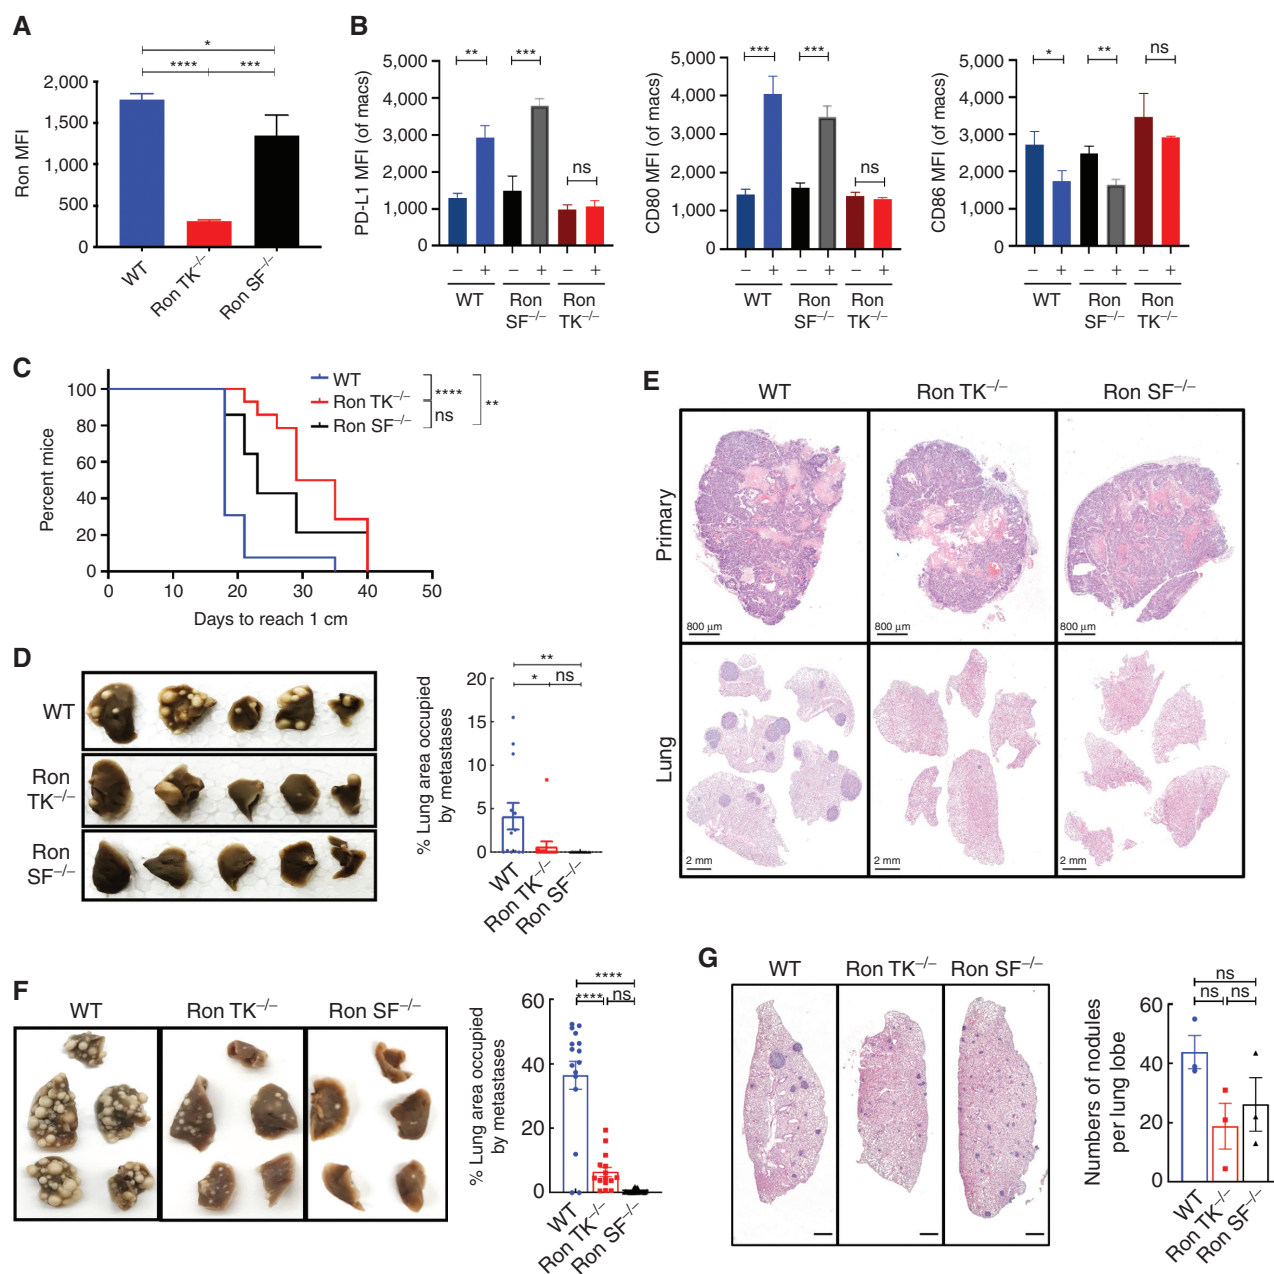 A
*
****
***
2,000
1,500
1,000
500
0
Ron MFI
WT
Ron TK−/−
Ron SF−/−
B
**
***
ns
5,000
4,000
3,000
2,000
1,000
0
PD-L1 MFI (of macs)
− + − + − +
WT
Ron SF−/−
Ron TK−/−
***
***
ns
5,000
4,000
3,000
2,000
1,000
0
CD80 MFI (of macs)
− + − + − +
WT
Ron SF−/−
Ron TK−/−
*
**
ns
5,000
4,000
3,000
2,000
1,000
0
CD86 MFI (of macs)
− + − + − +
WT
Ron SF−/−
Ron TK−/−
C
WT
Ron TK−/−
Ron SF−/−
****
ns
**
100
80
60
40
20
0
Percent mice
0 10 20 30 40 50
Days to reach 1 cm
D
WT
Ron TK−/−
Ron SF−/−
**
*
ns
20
15
10
5
0
% Lung area occupied
by metastases
WT
Ron TK−/−
Ron SF−/−
E
WT
Ron TK−/−
Ron SF−/−
Primary
800 µm
800 µm
800 µm
Lung
2 mm
2 mm
2 mm
F
WT
Ron TK−/−
Ron SF−/−
****
****
ns
60
40
20
0
% Lung area occupied
by metastases
WT
Ron TK−/−
Ron SF−/−
G
WT
Ron TK−/−
Ron SF−/−
ns
ns
ns
60
40
20
0
Numbers of nodules
per lung lobe
WT
Ron TK−/−
Ron SF−/−